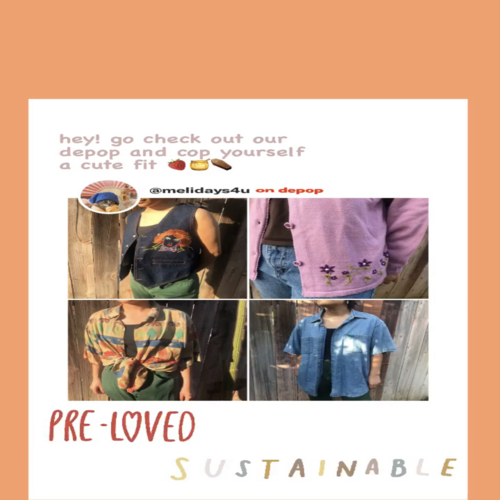 hey! go check out our
depop and cop yourself
a cute fit 🍓🍯🪵
@melidays4u on depop
PRE-LOVED
SUSTAINABLE